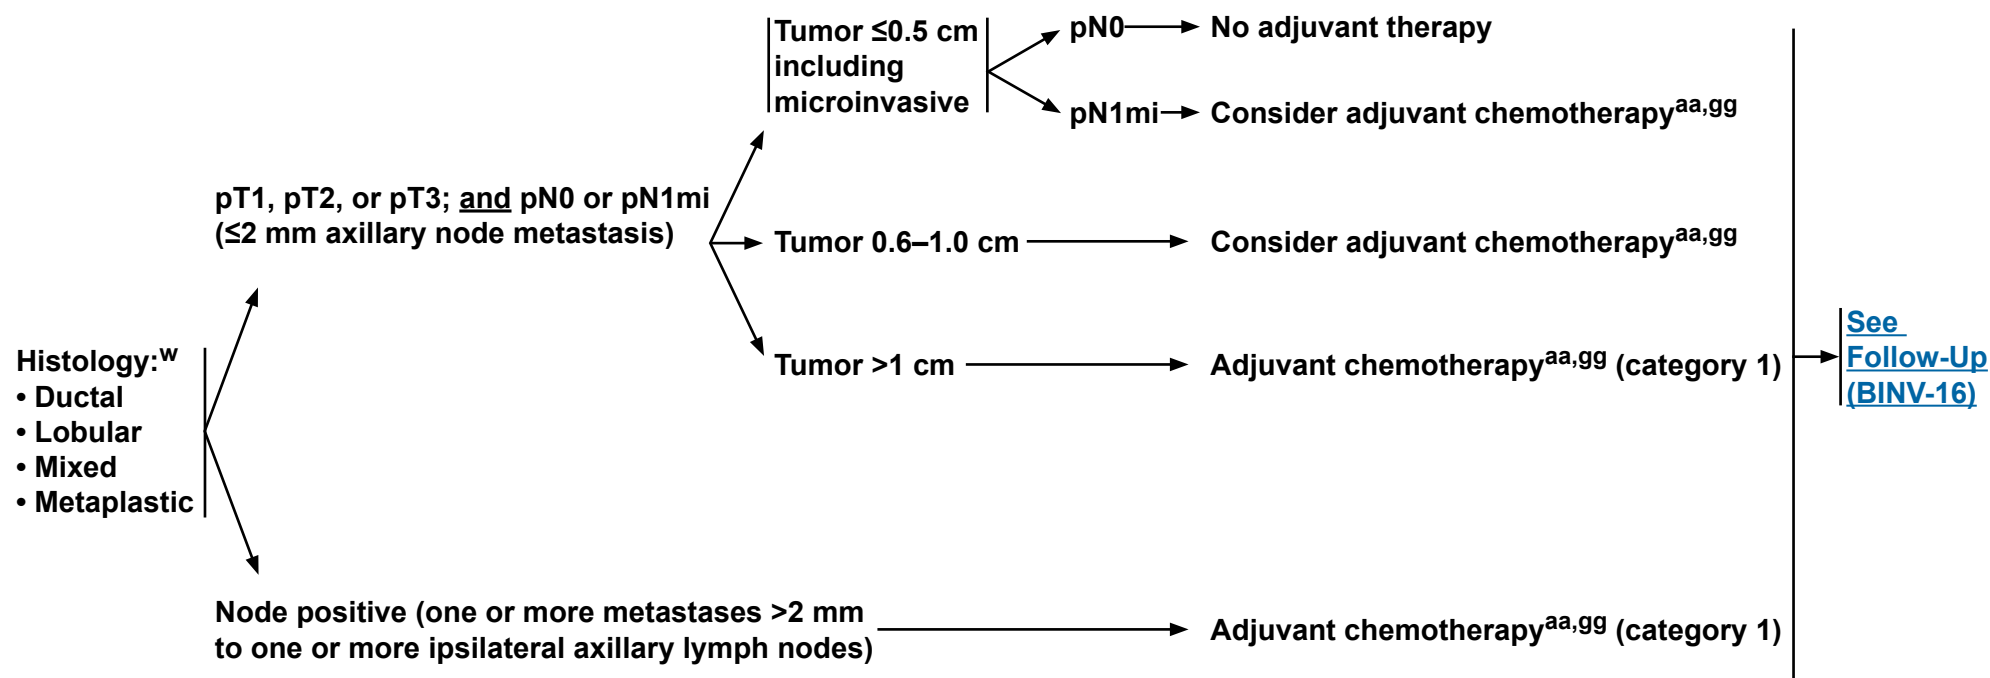 Histology:w
• Ductal
• Lobular
• Mixed
• Metaplastic
pT1, pT2, or pT3; and pN0 or pN1mi
(≤2 mm axillary node metastasis)
Tumor ≤0.5 cm
including
microinvasive
pN0
No adjuvant therapy
pN1mi
Consider adjuvant chemotherapyaa,gg
Tumor 0.6–1.0 cm
Consider adjuvant chemotherapyaa,gg
Tumor >1 cm
Adjuvant chemotherapyaa,gg (category 1)
Node positive (one or more metastases >2 mm
to one or more ipsilateral axillary lymph nodes)
Adjuvant chemotherapyaa,gg (category 1)
See
Follow-Up
(BINV-16)